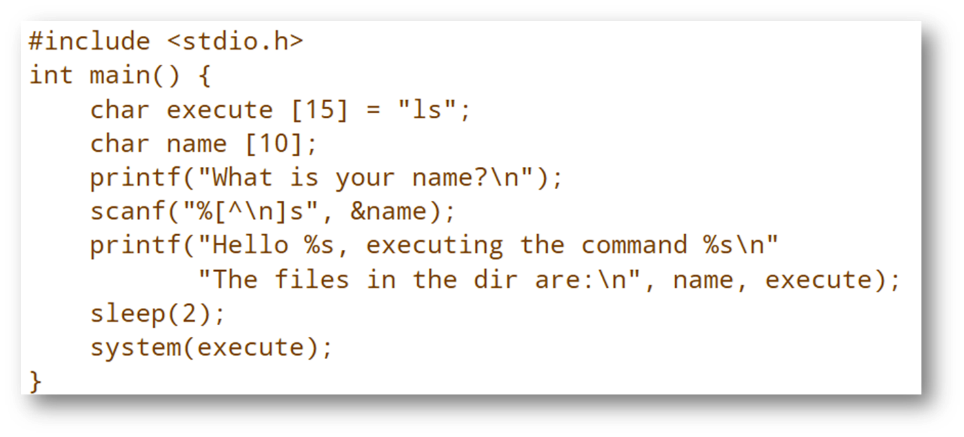 #include <stdio.h>
int main() {
    char execute [15] = "ls";
    char name [10];
    printf("What is your name?\n");
    scanf("%[^\n]s", &name);
    printf("Hello %s, executing the command %s\n"
           "The files in the dir are:\n", name, execute);
    sleep(2);
    system(execute);
}